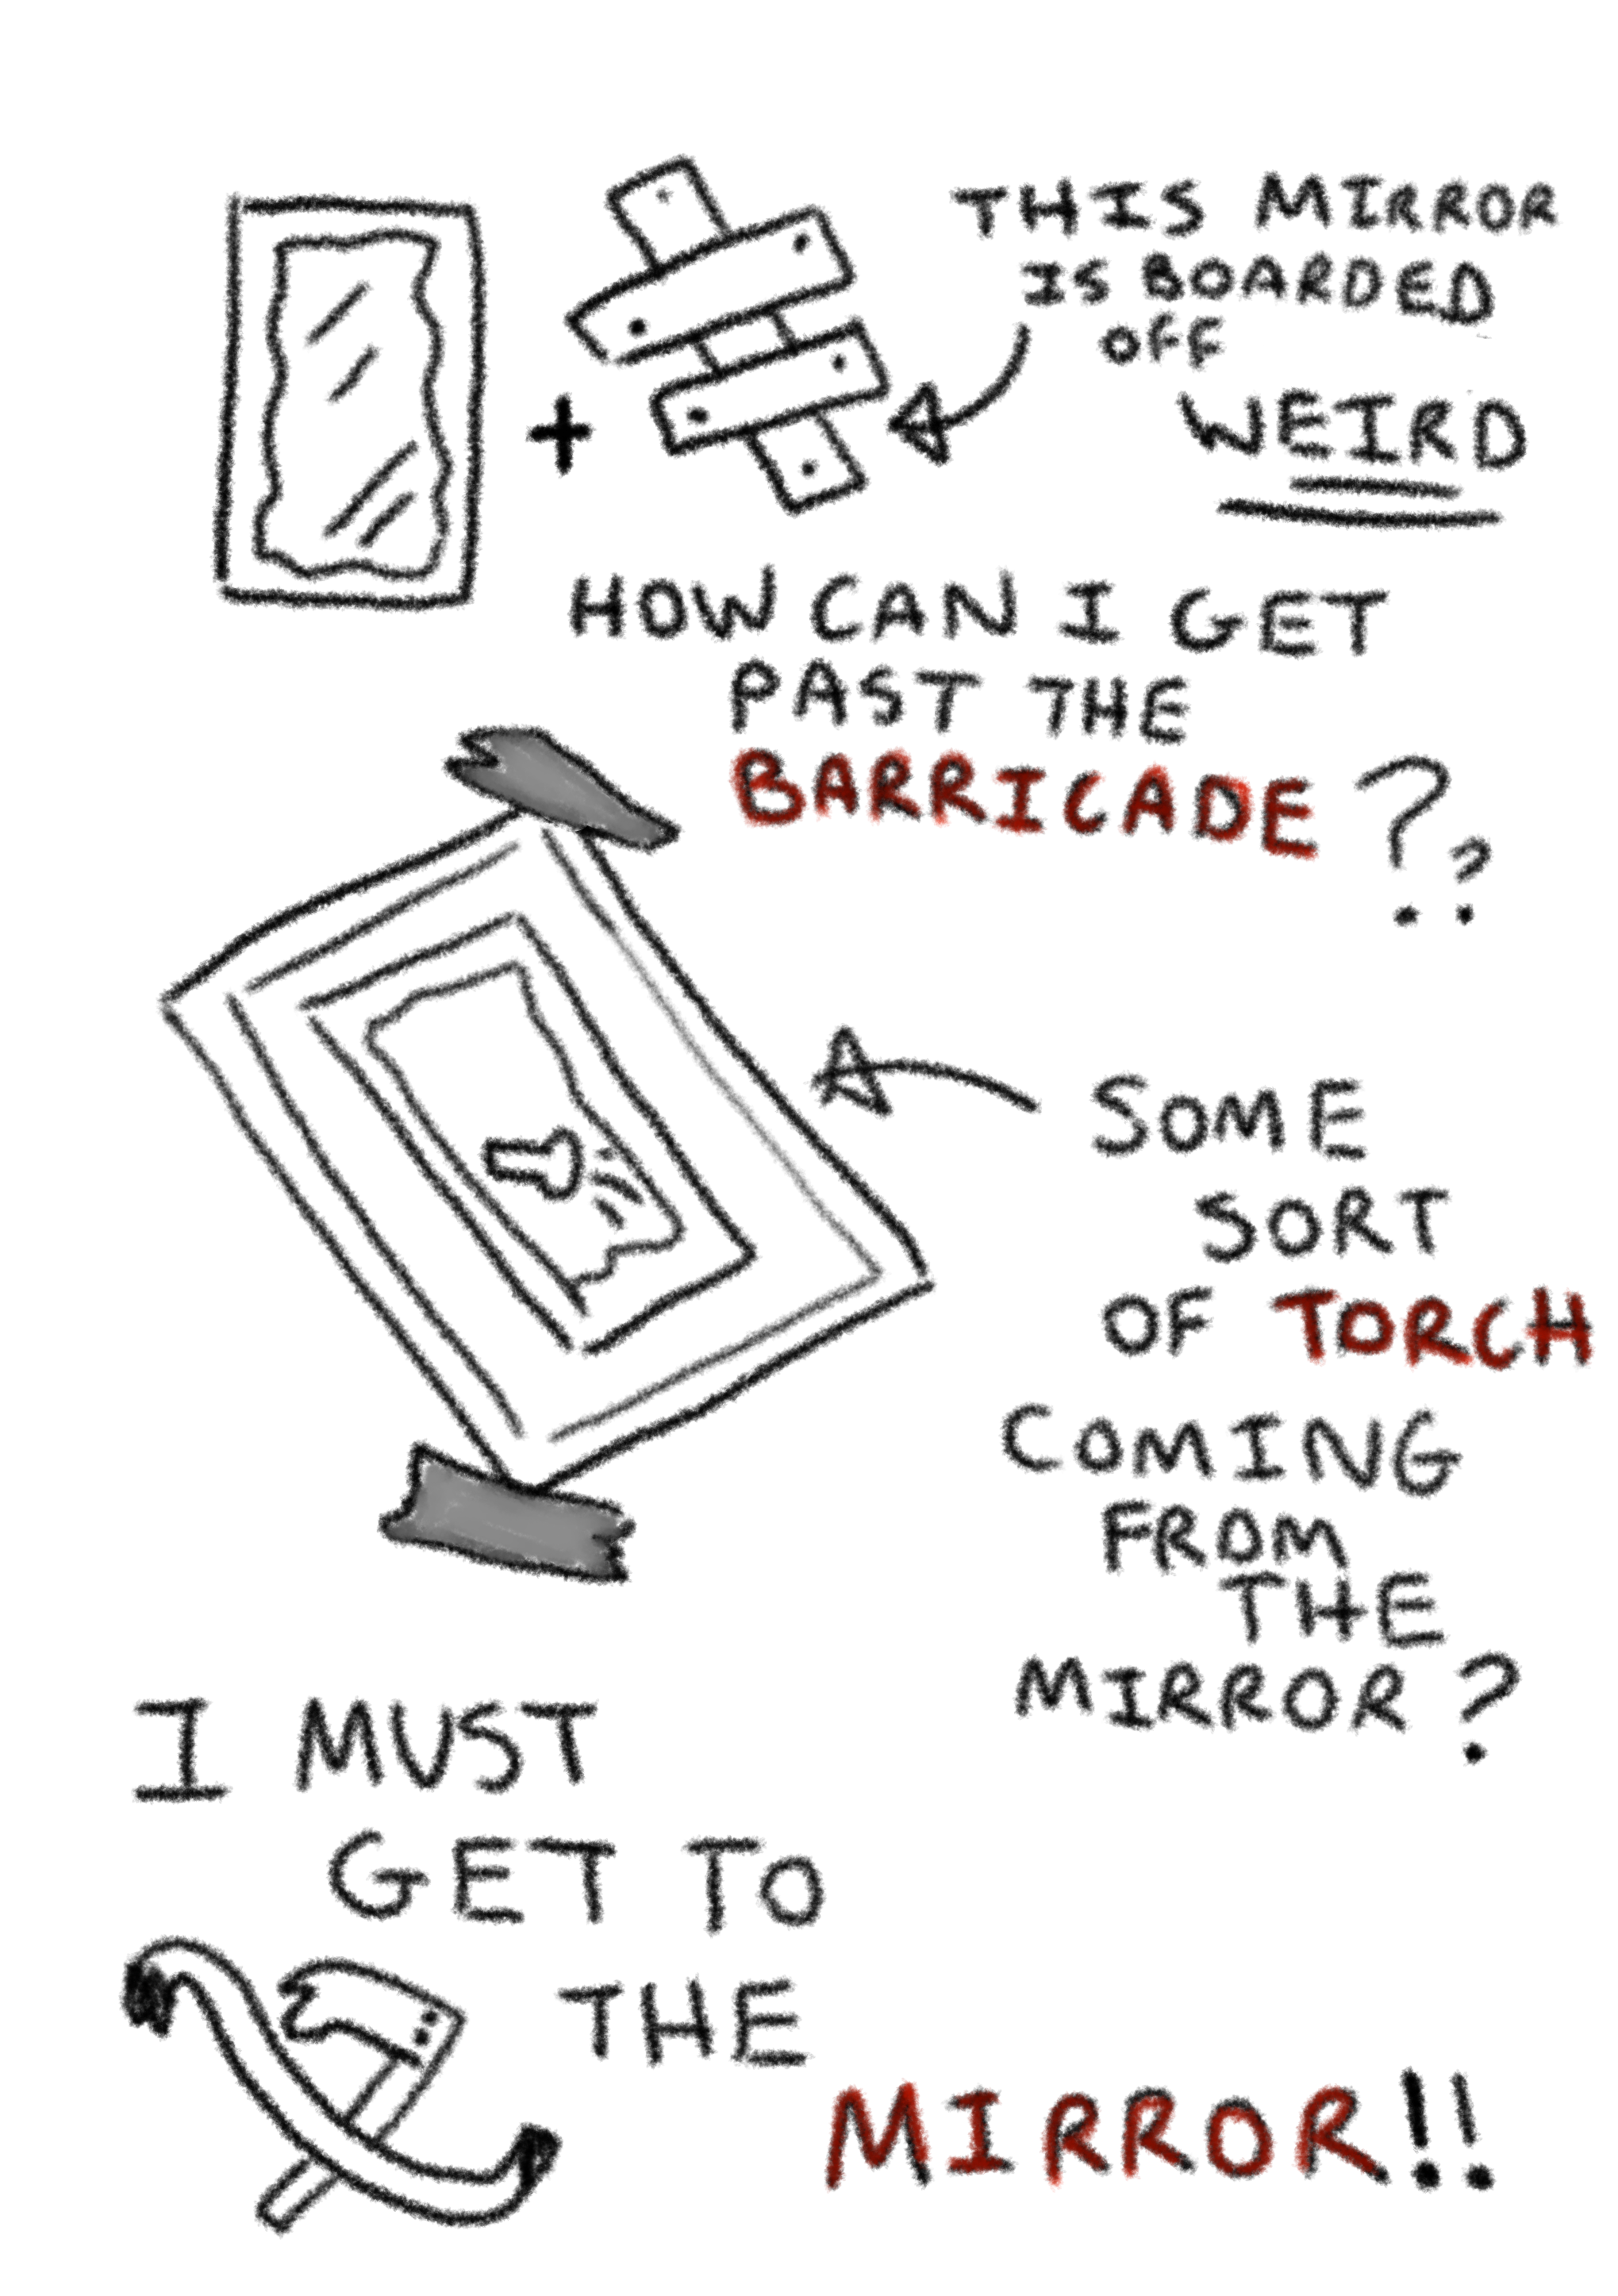 THIS MIRROR
IS BOARDED
OFF
WEIRD
+
HOW CAN I GET
PAST THE
BARRICADE ??
SOME
SORT
OF TORCH
COMING
FROM
THE
MIRROR?
I MUST
GET TO
THE
MIRROR!!